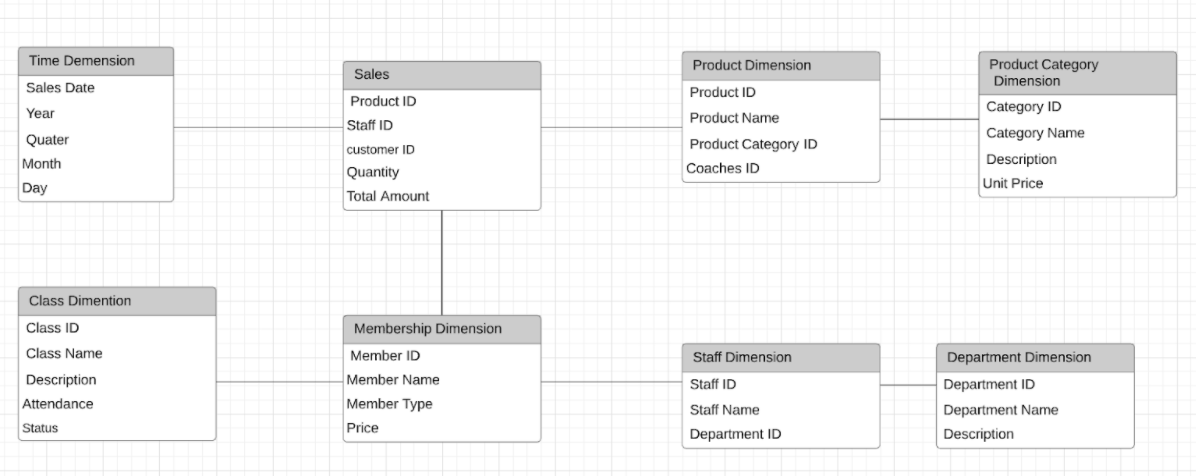 Time Demension
Sales Date
Year
Quater
Month
Day
Sales
Product ID
Staff ID
customer ID
Quantity
Total Amount
Product Dimension
Product ID
Product Name
Product Category ID
Coaches ID
Product Category
Dimension
Category ID
Category Name
Description
Unit Price
Class Dimention
Class ID
Class Name
Description
Attendance
Status
Membership Dimension
Member ID
Member Name
Member Type
Price
Staff Dimension
Staff ID
Staff Name
Department ID
Department Dimension
Department ID
Department Name
Description